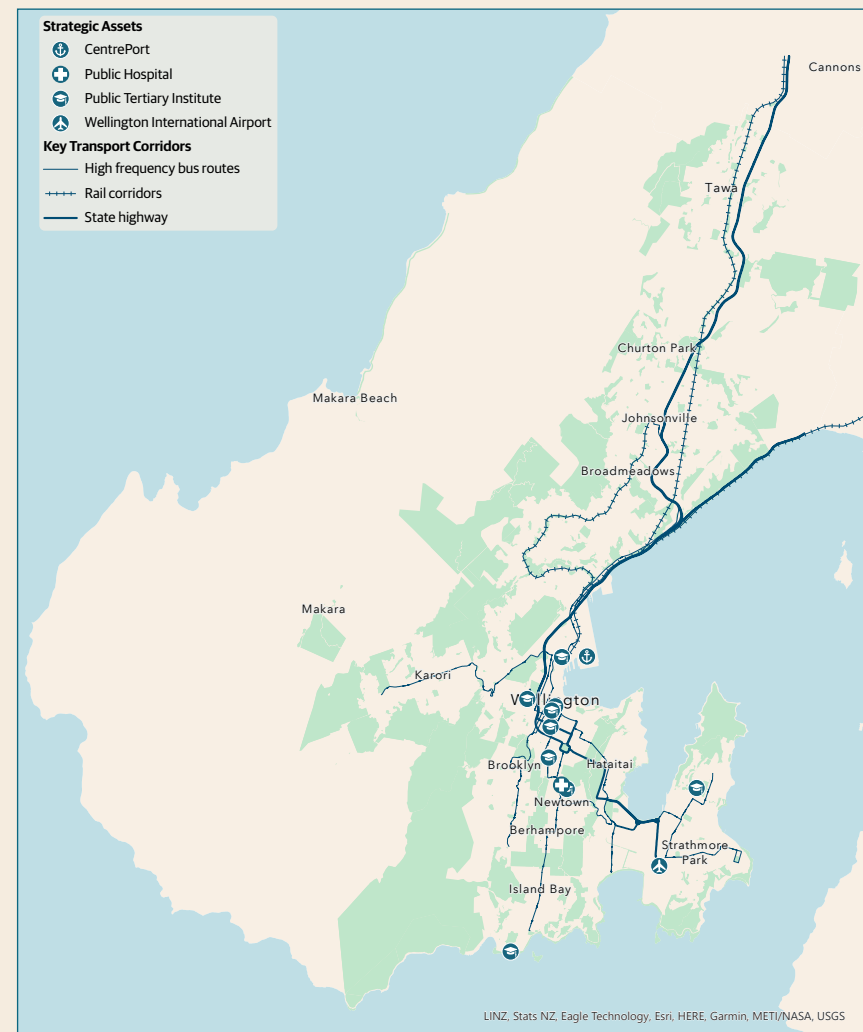 Strategic Assets
CentrePort
Public Hospital
Public Tertiary Institute
Wellington International Airport
Key Transport Corridors
High frequency bus routes
Rail corridors
State highway
Cannons
Tawa
Churton Park
Makara Beach
Johnsonville
Broadmeadows
Makara
Karori
Wellington
Brooklyn
Hataitai
Newtown
Berhampore
Strathmore
Park
Island Bay
LINZ, Stats NZ, Eagle Technology, Esri, HERE, Garmin, METI/NASA, USGS